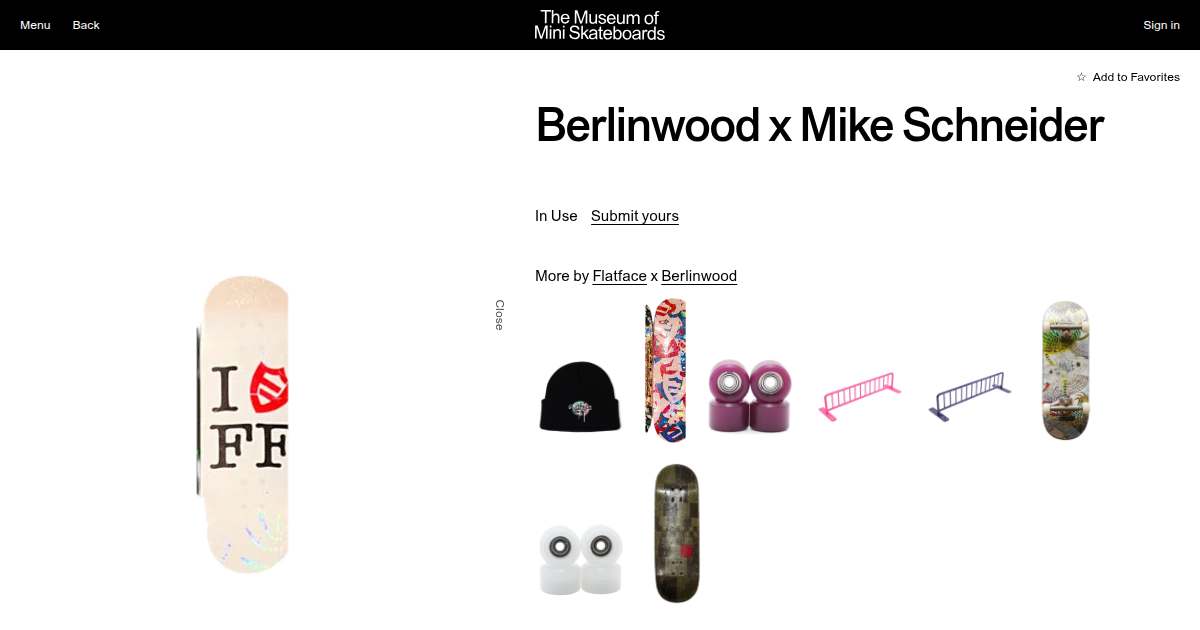 Menu
Back
The Museum of
Mini Skateboards
Sign in
☆ Add to Favorites
Berlinwood x Mike Schneider
In Use Submit yours
More by Flatface x Berlinwood
Close
I
FF